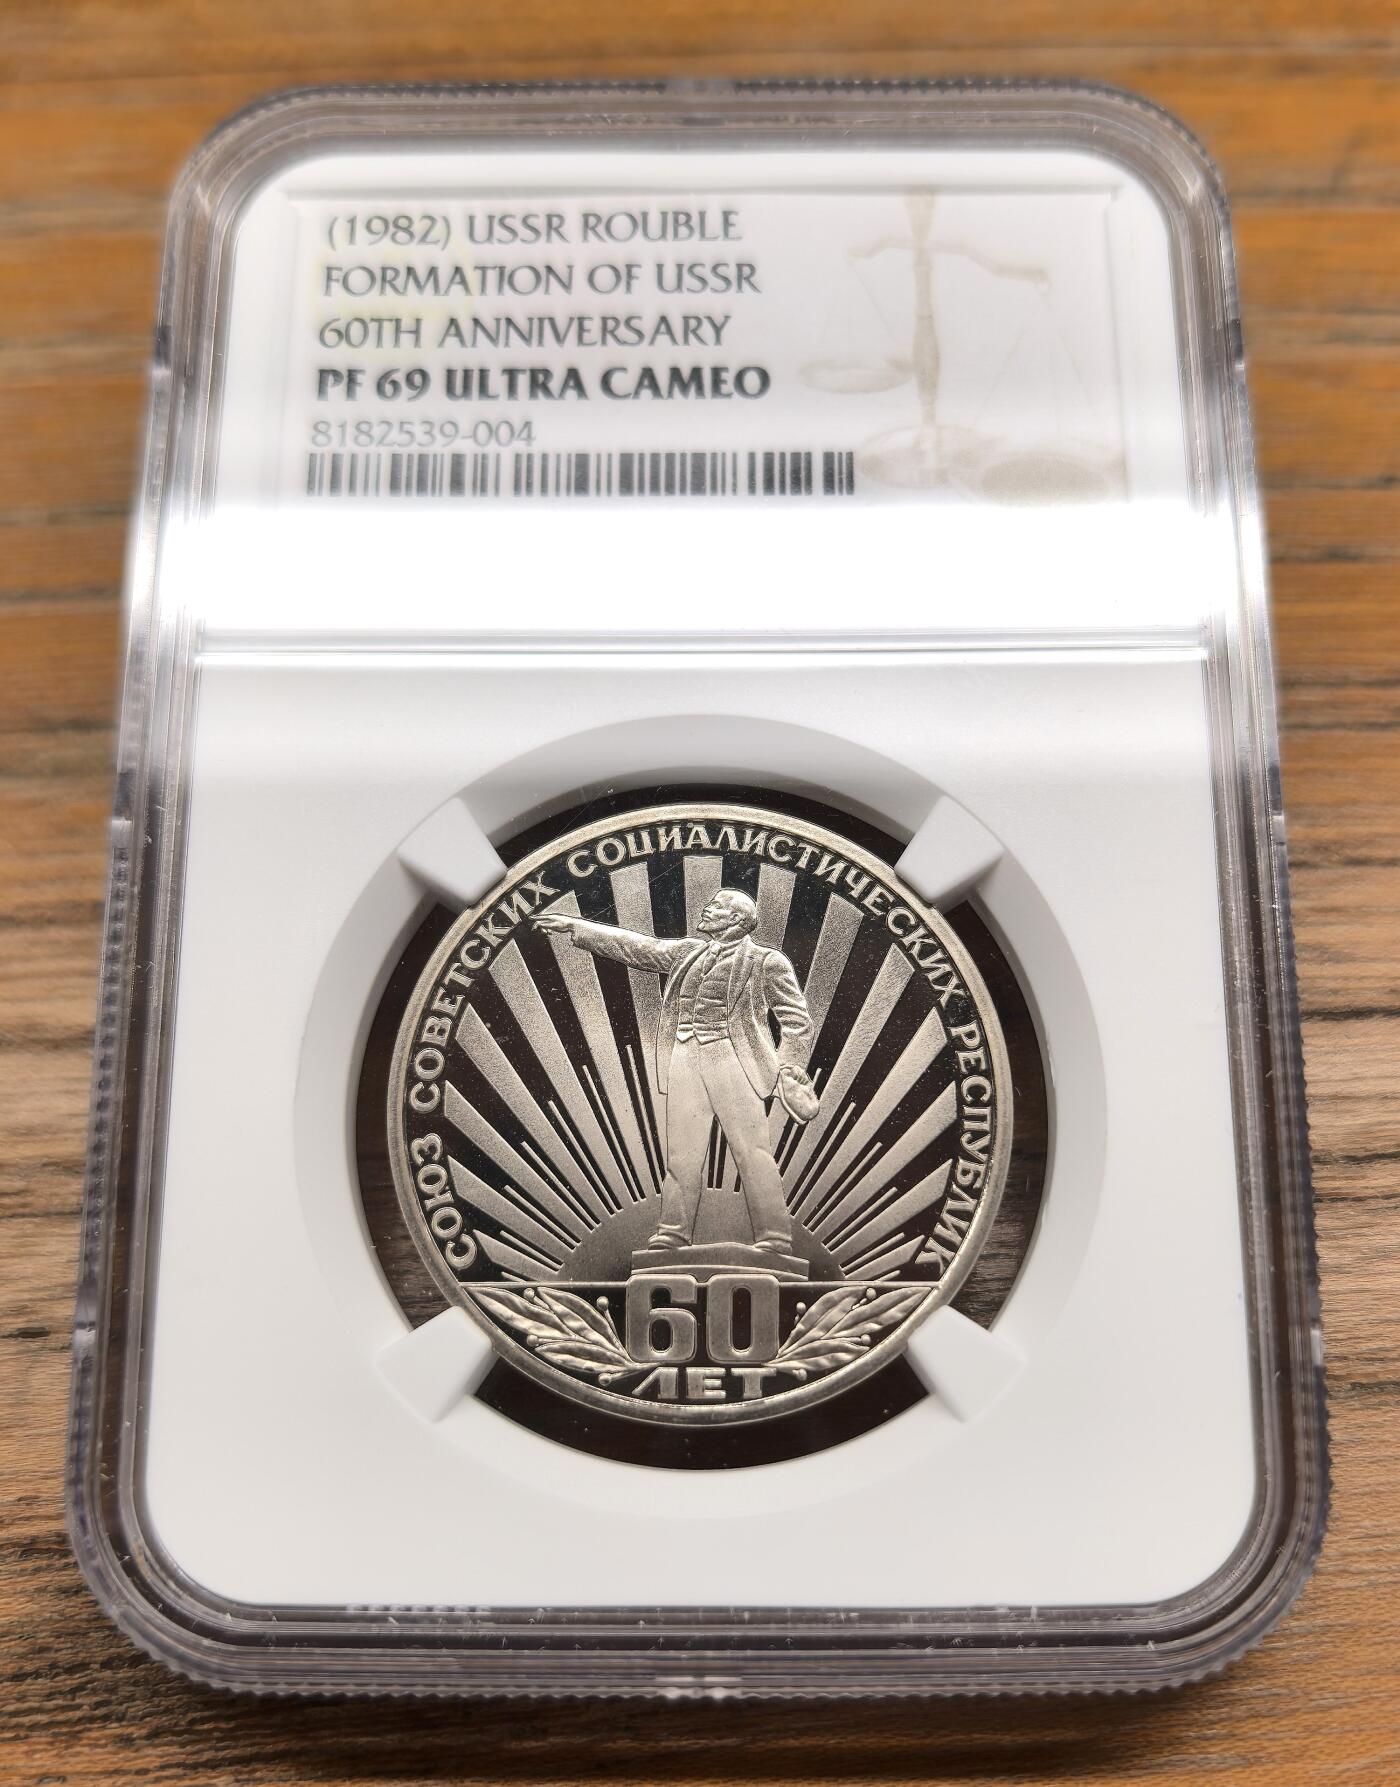 (1982) USSR ROUBLE
FORMATION OF USSR
60TH ANNIVERSARY
PF 69 ULTRA CAMEO
8182539-004
СОЮЗ СОВЕТСКИХ СОЦИАЛИСТИЧЕСКИХ РЕСПУБЛИК
60
ЛЕТ